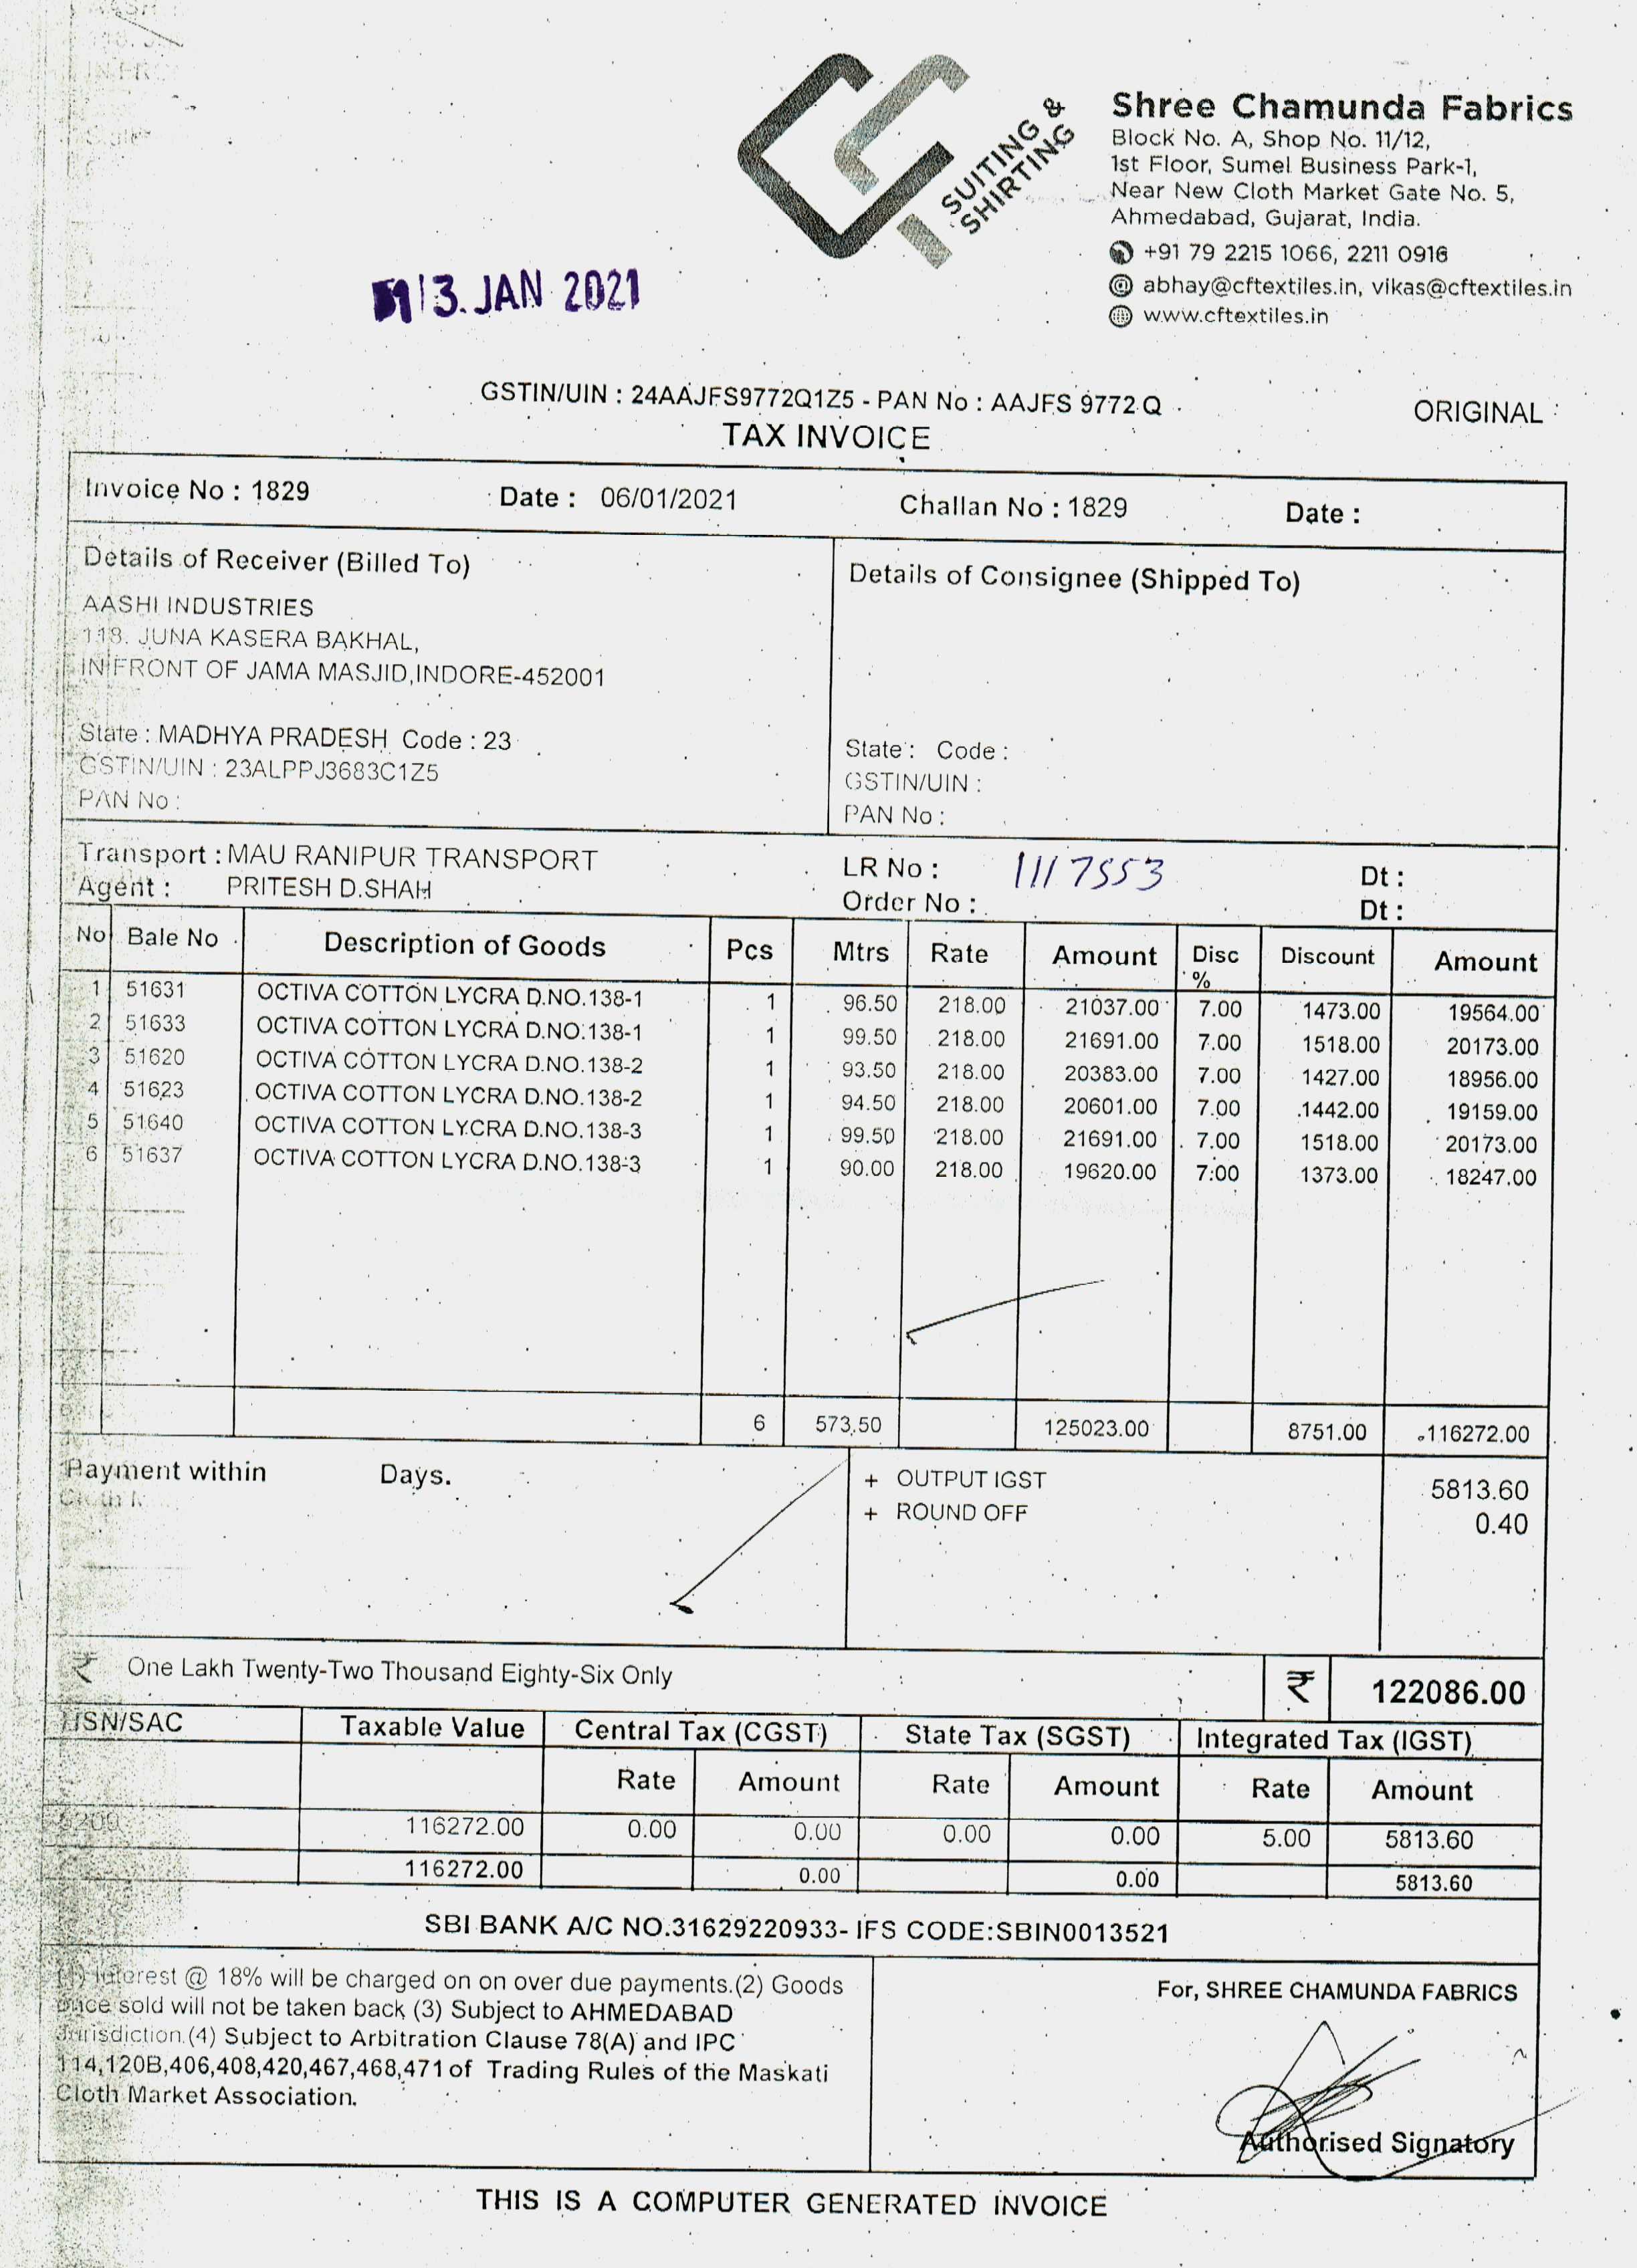 SUITING &
SHIRTING
Shree Chamunda Fabrics
Block No. A, Shop No. 11/12,
1st Floor, Sumel Business Park-1,
Near New Cloth Market Gate No. 5,
Ahmedabad, Gujarat, India.
+91 79 2215 1066, 2211 0916
abhay@cftextiles.in, vikas@cftextiles.in
www.cftextiles.in
13 JAN 2021
GSTIN/UIN : 24AAJFS9772Q1Z5 - PAN No : AAJFS 9772 Q
ORIGINAL
TAX INVOICE
Invoice No : 1829 Date : 06/01/2021 Challan No : 1829 Date :
Details of Receiver (Billed To) Details of Consignee (Shipped To)
AASHI INDUSTRIES
118. JUNA KASERA BAKHAL,
IN FRONT OF JAMA MASJID,INDORE-452001
State : MADHYA PRADESH Code : 23 State : Code :
GSTIN/UIN : 23ALPPJ3683C1Z5 GSTIN/UIN :
PAN No : PAN No :
Transport : MAU RANIPUR TRANSPORT LR No : 1117553 Dt :
Agent : PRITESH D.SHAH Order No : Dt :
No Bale No Description of Goods Pcs Mtrs Rate Amount Disc % Discount Amount
1 51631 OCTIVA COTTON LYCRA D.NO.138-1 1 96.50 218.00 21037.00 7.00 1473.00 19564.00
2 51633 OCTIVA COTTON LYCRA D.NO.138-1 1 99.50 218.00 21691.00 7.00 1518.00 20173.00
3 51620 OCTIVA COTTON LYCRA D.NO.138-2 1 93.50 218.00 20383.00 7.00 1427.00 18956.00
4 51623 OCTIVA COTTON LYCRA D.NO.138-2 1 94.50 218.00 20601.00 7.00 1442.00 19159.00
5 51640 OCTIVA COTTON LYCRA D.NO.138-3 1 99.50 218.00 21691.00 7.00 1518.00 20173.00
6 51637 OCTIVA COTTON LYCRA D.NO.138-3 1 90.00 218.00 19620.00 7.00 1373.00 18247.00
6 573.50 125023.00 8751.00 116272.00
Payment within Days. + OUTPUT IGST 5813.60
+ ROUND OFF 0.40
₹ One Lakh Twenty-Two Thousand Eighty-Six Only ₹ 122086.00
HSN/SAC Taxable Value Central Tax (CGST) State Tax (SGST) Integrated Tax (IGST)
Rate Amount Rate Amount Rate Amount
116272.00 0.00 0.00 0.00 0.00 5.00 5813.60
116272.00 0.00 0.00 5813.60
SBI BANK A/C NO.31629220933- IFS CODE:SBIN0013521
(1) Interest @ 18% will be charged on on over due payments.(2) Goods
once sold will not be taken back (3) Subject to AHMEDABAD
Jurisdiction.(4) Subject to Arbitration Clause 78(A) and IPC
114,120B,406,408,420,467,468,471 of Trading Rules of the Maskati
Cloth Market Association.
For, SHREE CHAMUNDA FABRICS
Authorised Signatory
THIS IS A COMPUTER GENERATED INVOICE